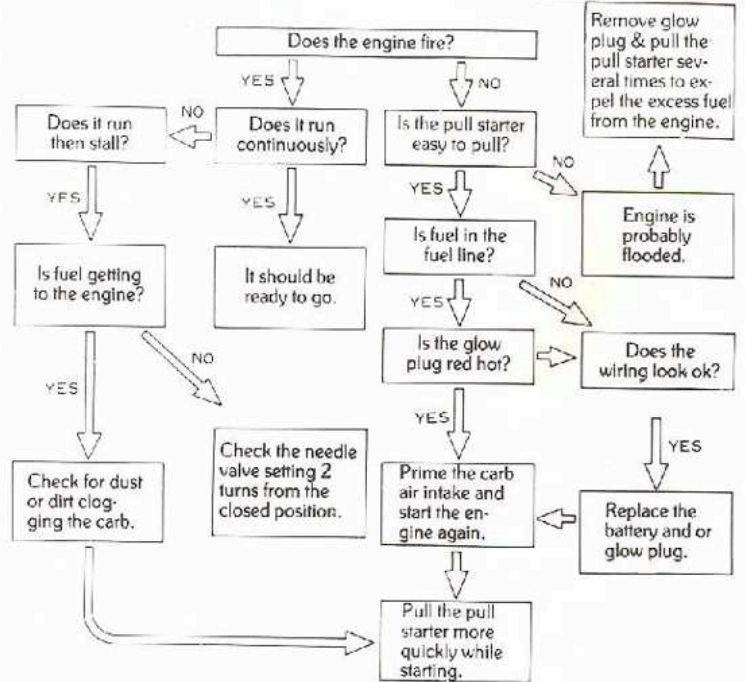 Does the engine fire?
YES
NO
Remove glow
plug & pull the
pull starter sev-
eral times to ex-
pel the excess fuel
from the engine.
Does it run
then stall?
NO
Does it run
continuously?
Is the pull starter
easy to pull?
NO
YES
YES
YES
Engine is
probably
flooded.
Is fuel getting
to the engine?
It should be
ready to go.
Is fuel in the
fuel line?
NO
YES
NO
YES
Is the glow
plug red hot?
Does the
wiring look ok?
YES
YES
Check for dust
or dirt clog-
ging the carb.
Check the needle
valve setting 2
turns from the
closed position.
Prime the carb
air intake and
start the en-
gine again.
Replace the
battery and or
glow plug.
Pull the pull
starter more
quickly while
starting.